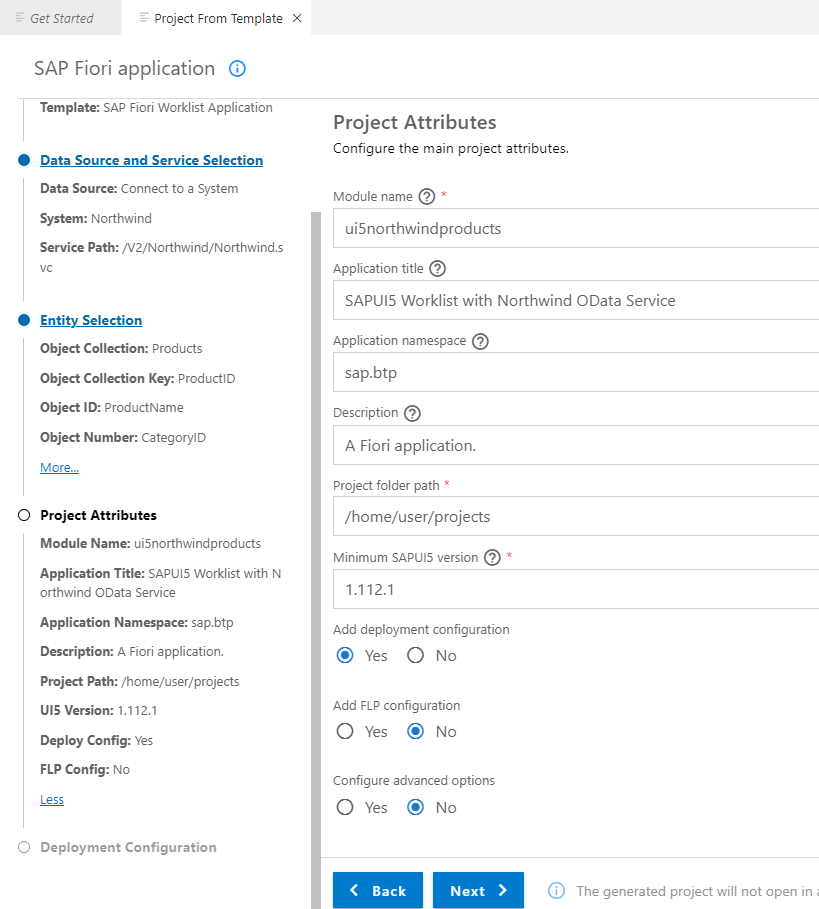 Get Started
Project From Template
SAP Fiori application
Template: SAP Fiori Worklist Application
Data Source and Service Selection
Data Source: Connect to a System
System: Northwind
Service Path: /V2/Northwind/Northwind.s
vc
Entity Selection
Object Collection: Products
Object Collection Key: ProductID
Object ID: ProductName
Object Number: CategoryID
More...
Project Attributes
Module Name: ui5northwindproducts
Application Title: SAPUI5 Worklist with N
orthwind OData Service
Application Namespace: sap.btp
Description: A Fiori application.
Project Path: /home/user/projects
UI5 Version: 1.112.1
Deploy Config: Yes
FLP Config: No
Less
Deployment Configuration
Project Attributes
Configure the main project attributes.
Module name *
ui5northwindproducts
Application title
SAPUI5 Worklist with Northwind OData Service
Application namespace
sap.btp
Description
A Fiori application.
Project folder path *
/home/user/projects
Minimum SAPUI5 version *
1.112.1
Add deployment configuration
Yes No
Add FLP configuration
Yes No
Configure advanced options
Yes No
Back Next The generated project will not open in